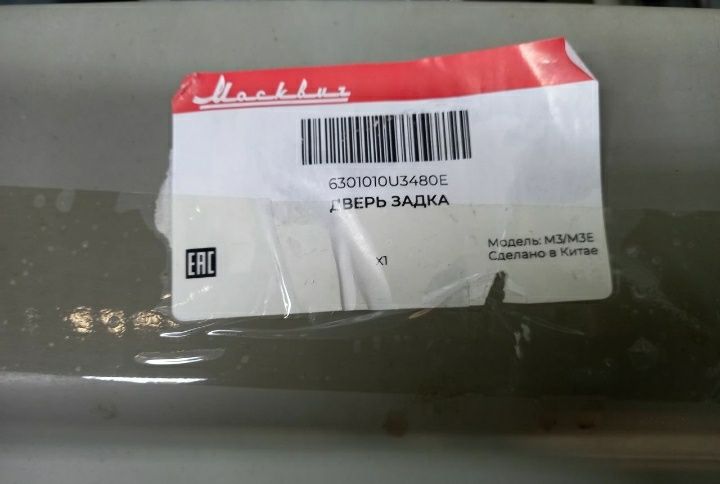 Москвич
6301010U3480E
ДВЕРЬ ЗАДКА
EAC
X1
Модель: M3/M3E
Сделано в Китае